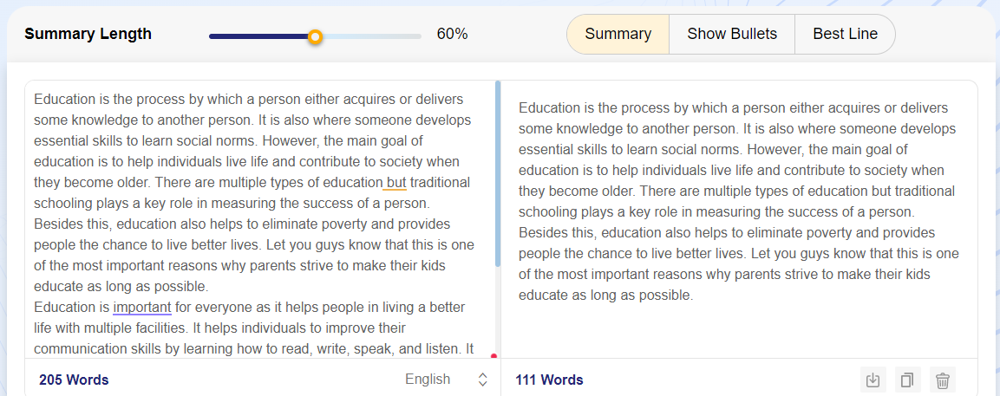 Summary Length
60%
Summary
Show Bullets
Best Line
Education is the process by which a person either acquires or delivers
some knowledge to another person. It is also where someone develops
essential skills to learn social norms. However, the main goal of
education is to help individuals live life and contribute to society when
they become older. There are multiple types of education but traditional
schooling plays a key role in measuring the success of a person.
Besides this, education also helps to eliminate poverty and provides
people the chance to live better lives. Let you guys know that this is one
of the most important reasons why parents strive to make their kids
educate as long as possible.
Education is important for everyone as it helps people in living a better
life with multiple facilities. It helps individuals to improve their
communication skills by learning how to read, write, speak, and listen. It
205 Words
English
Education is the process by which a person either acquires or delivers
some knowledge to another person. It is also where someone develops
essential skills to learn social norms. However, the main goal of
education is to help individuals live life and contribute to society when
they become older. There are multiple types of education but traditional
schooling plays a key role in measuring the success of a person.
Besides this, education also helps to eliminate poverty and provides
people the chance to live better lives. Let you guys know that this is one
of the most important reasons why parents strive to make their kids
educate as long as possible.
111 Words